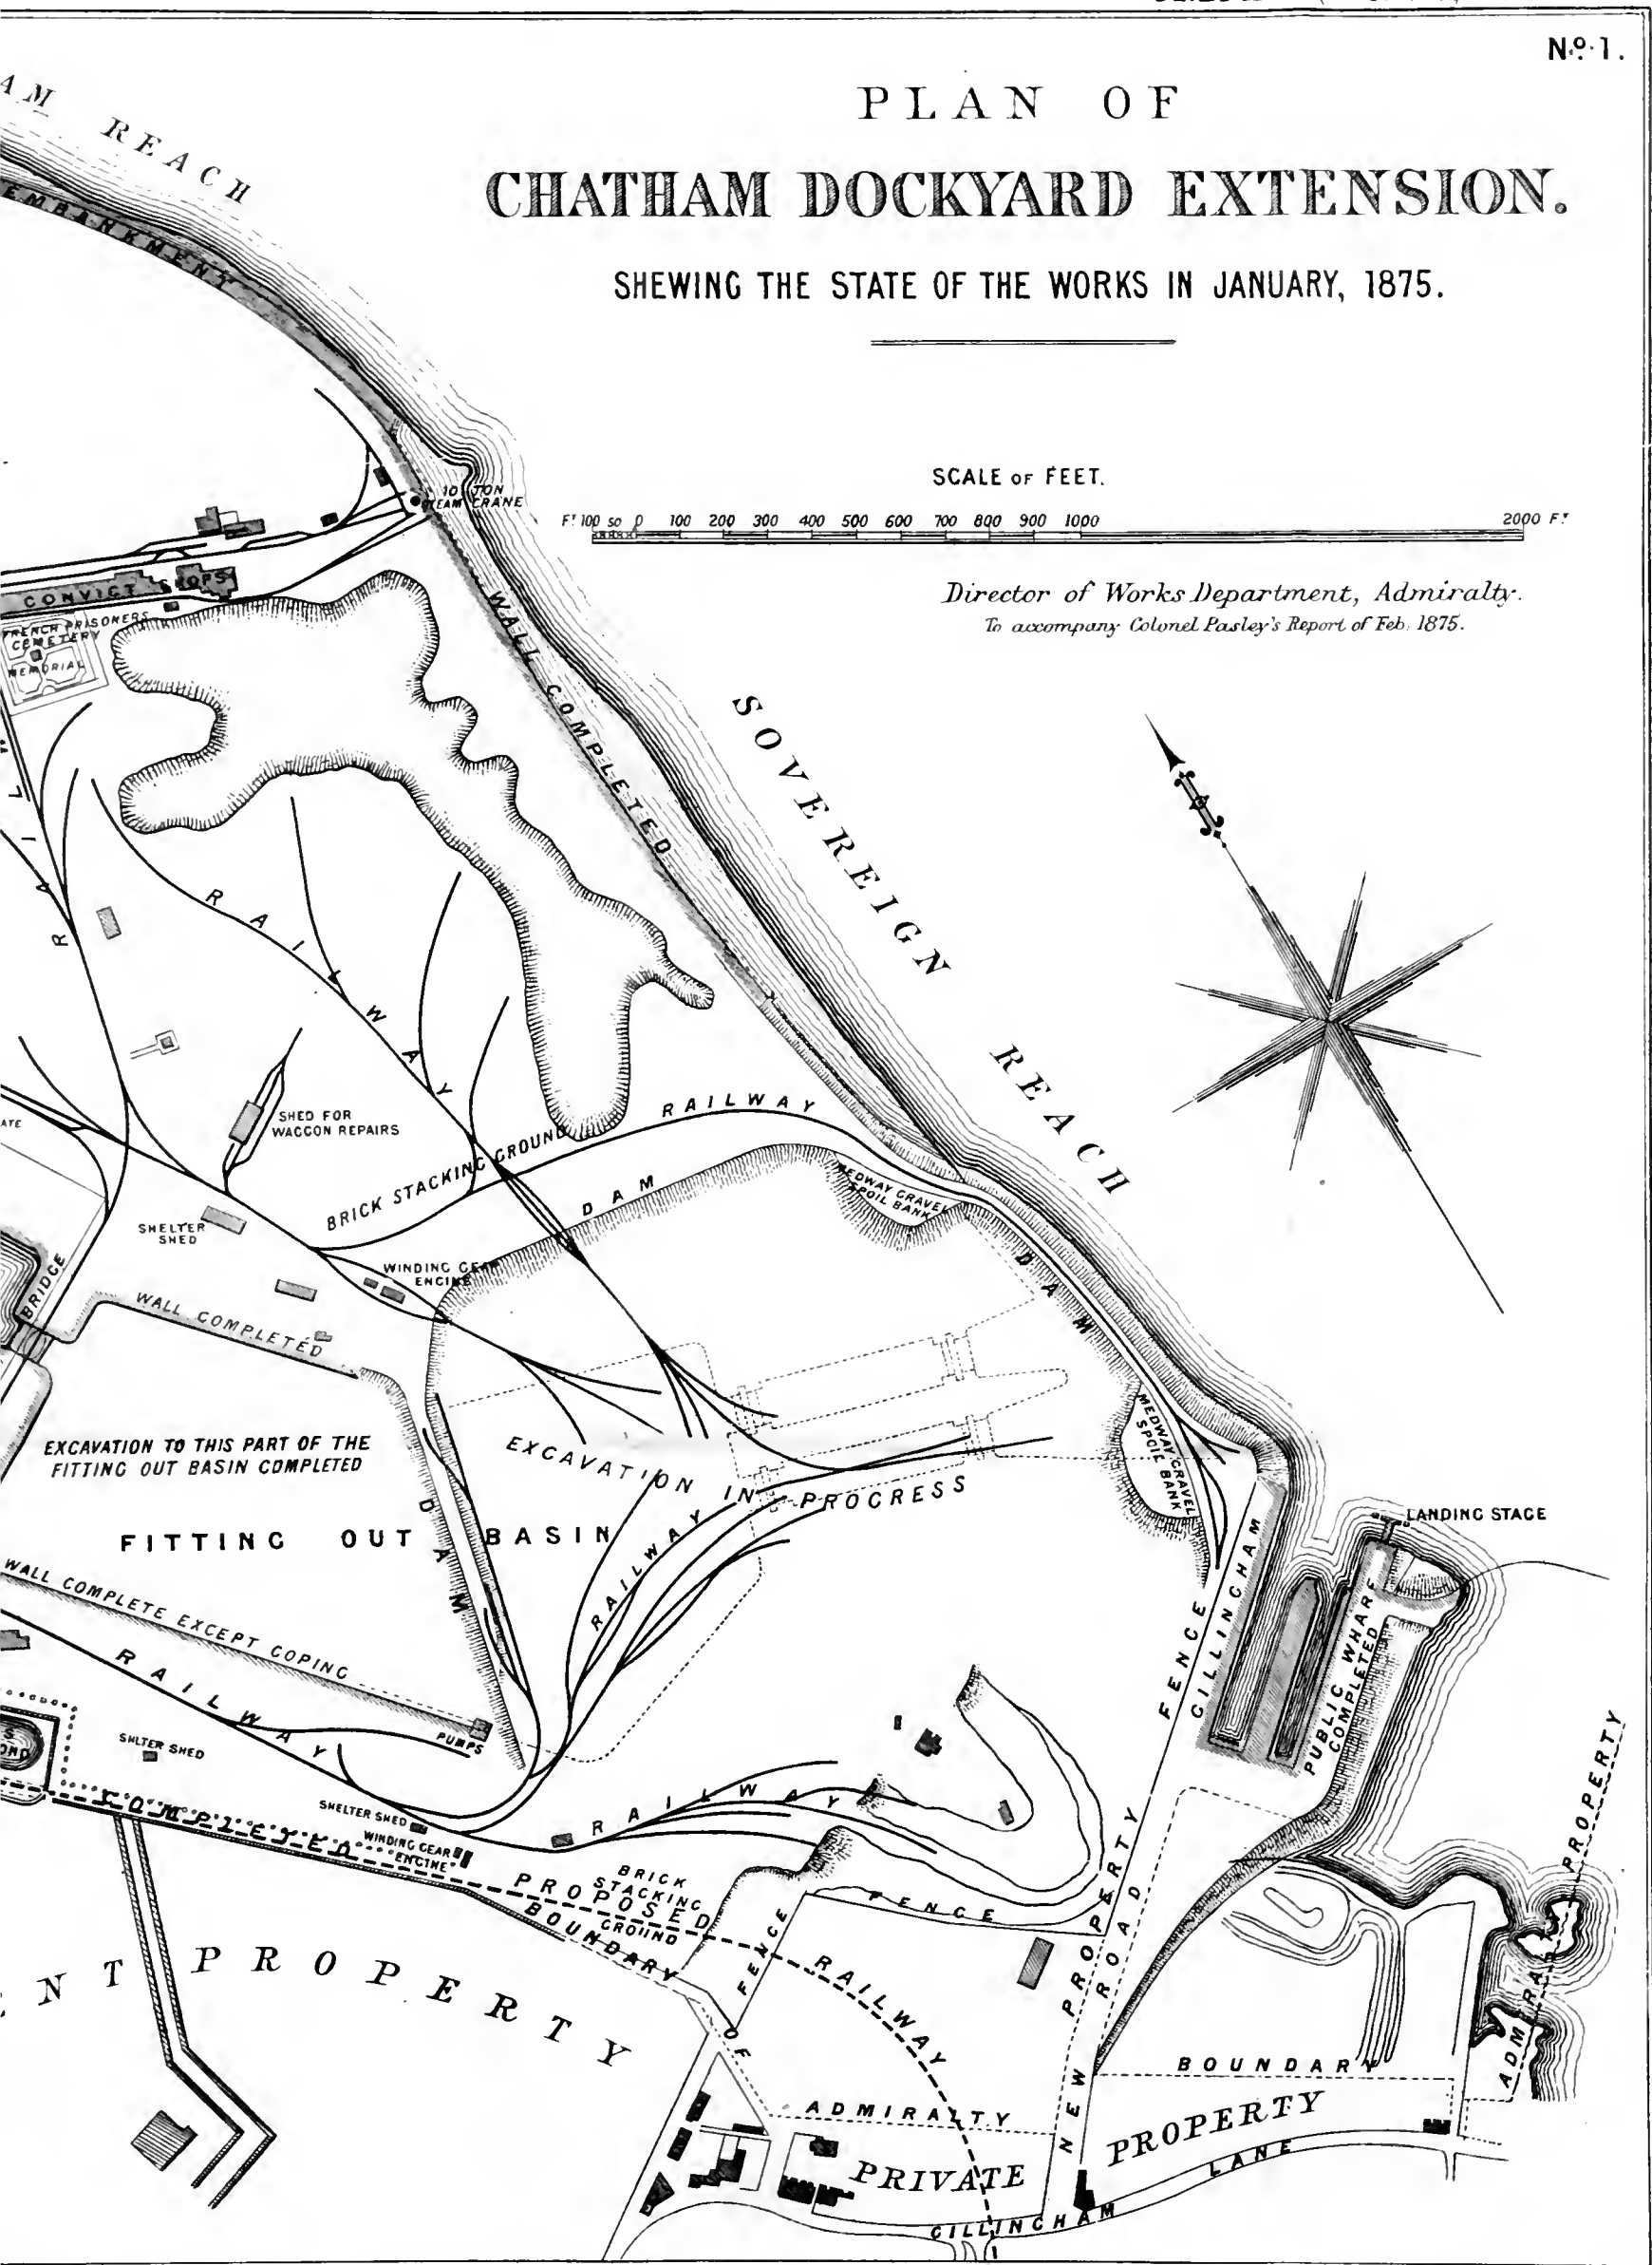 Nº 1.
PLAN OF
CHATHAM DOCKYARD EXTENSION.
SHEWING THE STATE OF THE WORKS IN JANUARY, 1875.
AM REACH
EMBANKMENT
SCALE OF FEET.
Fᵀ 100 50 0 100 200 300 400 500 600 700 800 900 1000 2000 Fᵀ
Director of Works Department, Admiralty.
To accompany Colonel Pasley's Report of Feb. 1875.
10 TON
STEAM CRANE
CONVICT SHOPS
FRENCH PRISONERS
CEMETERY
MEMORIAL
WALL COMPLETED
SOVEREIGN REACH
RAIL
RAILWAY
SHED FOR
WAGGON REPAIRS
BRICK STACKING GROUND
RAILWAY
DAM
MEDWAY GRAVEL
SPOIL BANK
DAM
SHELTER
SHED
WINDING GEAR
ENGINE
BRIDGE
WALL COMPLETED
EXCAVATION TO THIS PART OF THE
FITTING OUT BASIN COMPLETED
EXCAVATION IN PROGRESS
MEDWAY GRAVEL
SPOIL BANK
FITTING OUT BASIN
DAM
RAILWAY
LANDING STAGE
WALL COMPLETE EXCEPT COPING
RAILWAY
PUMPS
FENCE
GILLINGHAM
PUBLIC WHARF
COMPLETED
SHLTER SHED
SHELTER SHED
WINDING GEAR
ENGINE
COMPLETED
RAILWAY
BRICK
STACKING
GROUND
PROPOSED
RAILWAY
BOUNDARY
OF
FENCE
FENCE
PROPERTY
NEW ROAD
ADMIRALTY
PROPERTY
ENT PROPERTY
ADMIRALTY
BOUNDARY
PRIVATE PROPERTY
GILLINGHAM LANE